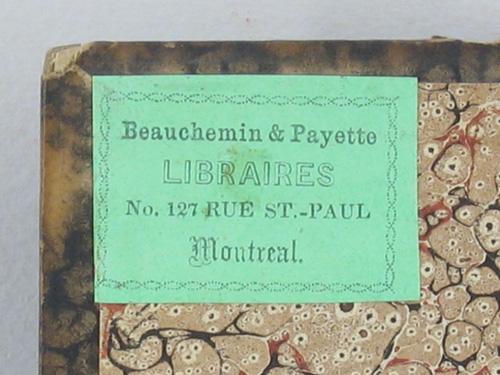 Beauchemin & Payette
LIBRAIRES
No. 127 RUE ST.-PAUL
Montreal.